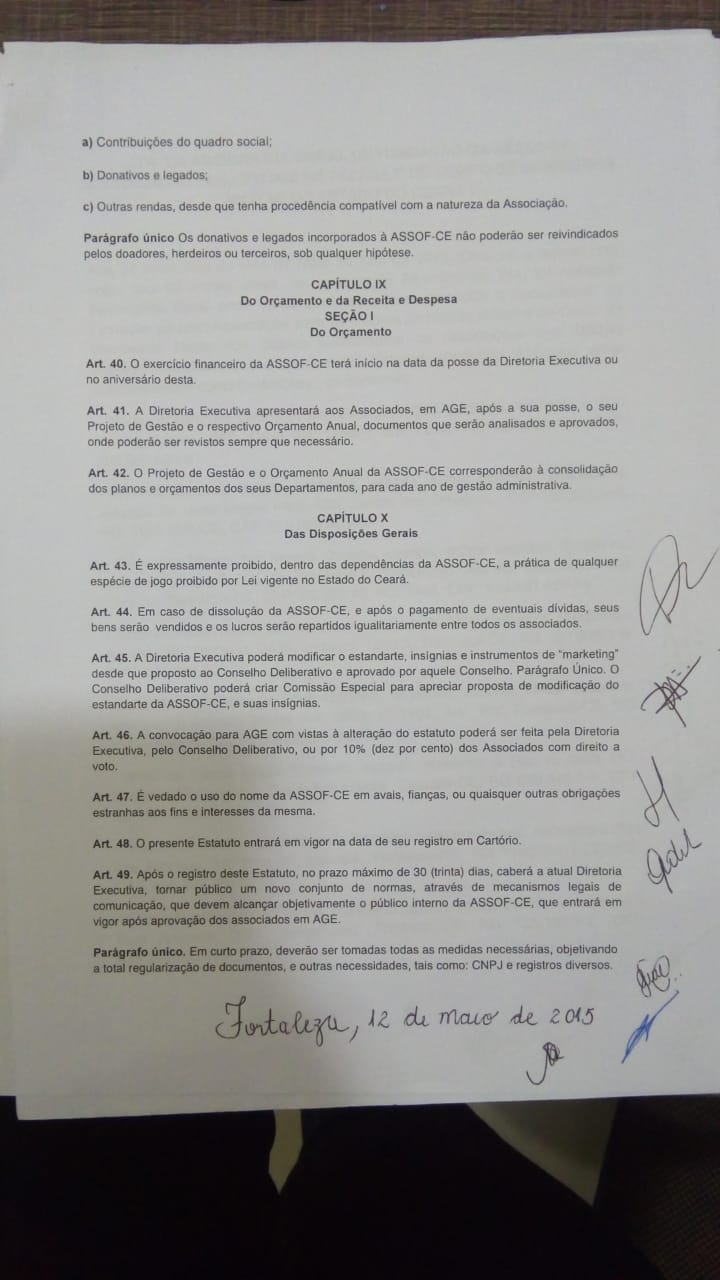 a) Contribuições do quadro social;
b) Donativos e legados;
c) Outras rendas, desde que tenha procedência compatível com a natureza da Associação.
Parágrafo único Os donativos e legados incorporados à ASSOF-CE não poderão ser reivindicados
pelos doadores, herdeiros ou terceiros, sob qualquer hipótese.
CAPÍTULO IX
Do Orçamento e da Receita e Despesa
SEÇÃO I
Do Orçamento
Art. 40. O exercício financeiro da ASSOF-CE terá início na data da posse da Diretoria Executiva ou
no aniversário desta.
Art. 41. A Diretoria Executiva apresentará aos Associados, em AGE, após a sua posse, o seu
Projeto de Gestão e o respectivo Orçamento Anual, documentos que serão analisados e aprovados,
onde poderão ser revistos sempre que necessário.
Art. 42. O Projeto de Gestão e o Orçamento Anual da ASSOF-CE corresponderão à consolidação
dos planos e orçamentos dos seus Departamentos, para cada ano de gestão administrativa.
CAPÍTULO X
Das Disposições Gerais
Art. 43. É expressamente proibido, dentro das dependências da ASSOF-CE, a prática de qualquer
espécie de jogo proibido por Lei vigente no Estado do Ceará.
Art. 44. Em caso de dissolução da ASSOF-CE, e após o pagamento de eventuais dívidas, seus
bens serão vendidos e os lucros serão repartidos igualitariamente entre todos os associados.
Art. 45. A Diretoria Executiva poderá modificar o estandarte, insígnias e instrumentos de "marketing"
desde que proposto ao Conselho Deliberativo e aprovado por aquele Conselho. Parágrafo Único. O
Conselho Deliberativo poderá criar Comissão Especial para apreciar proposta de modificação do
estandarte da ASSOF-CE, e suas insígnias.
Art. 46. A convocação para AGE com vistas à alteração do estatuto poderá ser feita pela Diretoria
Executiva, pelo Conselho Deliberativo, ou por 10% (dez por cento) dos Associados com direito a
voto.
Art. 47. É vedado o uso do nome da ASSOF-CE em avais, fianças, ou quaisquer outras obrigações
estranhas aos fins e interesses da mesma.
Art. 48. O presente Estatuto entrará em vigor na data de seu registro em Cartório.
Art. 49. Após o registro deste Estatuto, no prazo máximo de 30 (trinta) dias, caberá a atual Diretoria
Executiva, tornar público um novo conjunto de normas, através de mecanismos legais de
comunicação, que devem alcançar objetivamente o público interno da ASSOF-CE, que entrará em
vigor após aprovação dos associados em AGE.
Parágrafo único. Em curto prazo, deverão ser tomadas todas as medidas necessárias, objetivando
a total regularização de documentos, e outras necessidades, tais como: CNPJ e registros diversos.
Fortaleza, 12 de maio de 2015